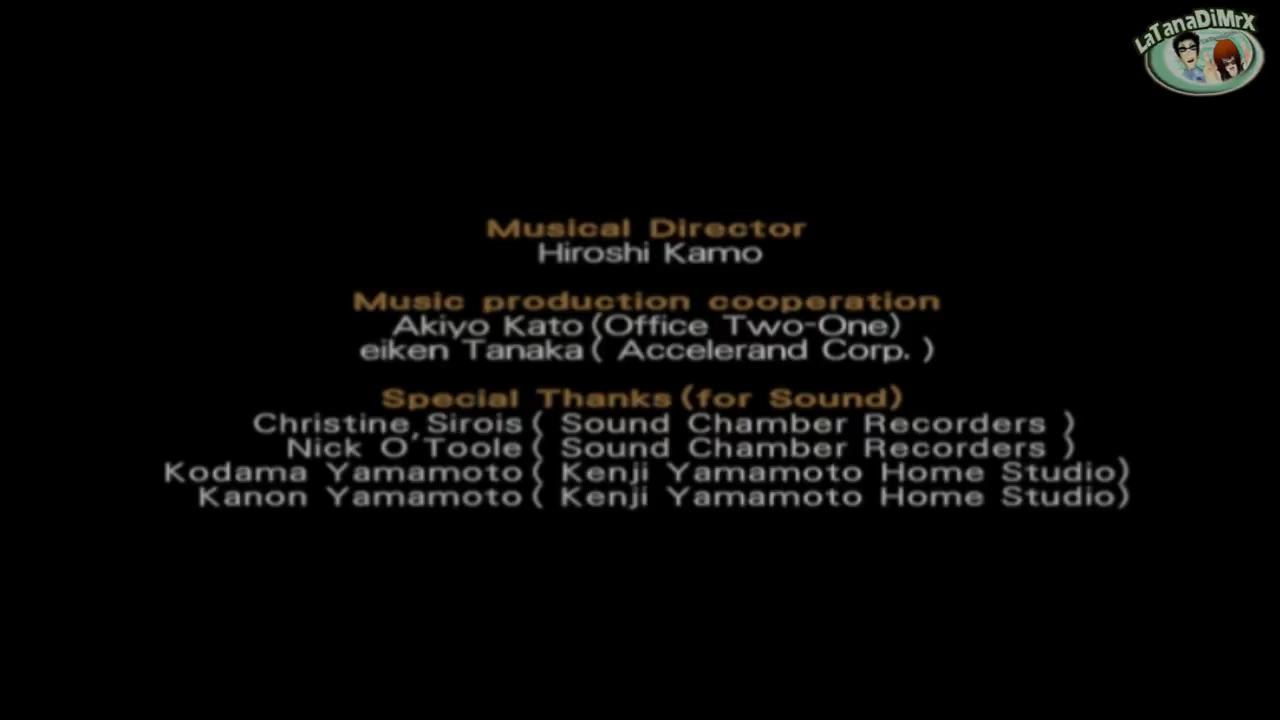 LaTanaDiMrX
Musical Director
Hiroshi Kamo
Music production cooperation
Akiyo Kato(Office Two-One)
eiken Tanaka( Accelerand Corp. )
Special Thanks(for Sound)
Christine Sirois( Sound Chamber Recorders )
Nick O'Toole( Sound Chamber Recorders )
Kodama Yamamoto( Kenji Yamamoto Home Studio)
Kanon Yamamoto( Kenji Yamamoto Home Studio)